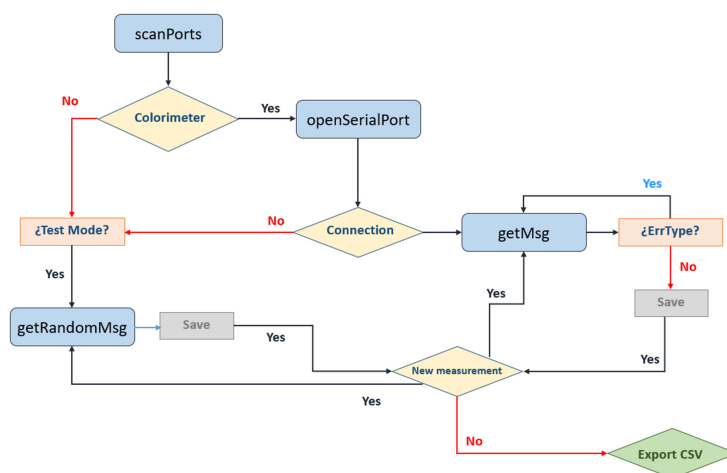 scanPorts
No
Colorimeter
Yes
openSerialPort
Yes
¿Test Mode?
No
Connection
getMsg
¿ErrType?
No
Yes
Yes
Save
getRandomMsg
Save
Yes
Yes
New measurement
Yes
No
Export CSV